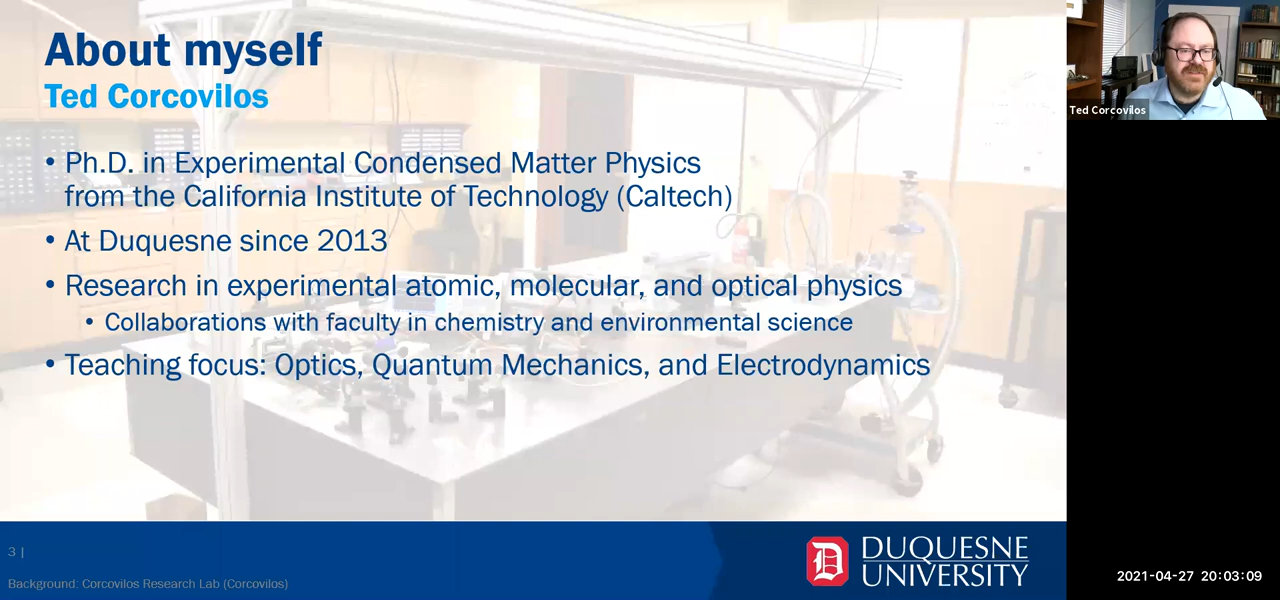 About myself
Ted Corcovilos
• Ph.D. in Experimental Condensed Matter Physics
from the California Institute of Technology (Caltech)
• At Duquesne since 2013
• Research in experimental atomic, molecular, and optical physics
• Collaborations with faculty in chemistry and environmental science
• Teaching focus: Optics, Quantum Mechanics, and Electrodynamics
3 |
Background: Corcovilos Research Lab (Corcovilos)
D
DUQUESNE
UNIVERSITY
Ted Corcovilos
2021-04-27 20:03:09